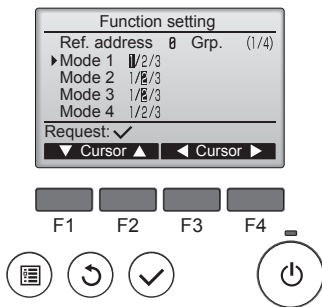 Function setting
Ref. address 0 Grp. (1/4)
▶Mode 1 1/2/3
Mode 2 1/2/3
Mode 3 1/2/3
Mode 4 1/2/3
Request: ✓
▼ Cursor ▲ ◀ Cursor ▶
F1 F2 F3 F4